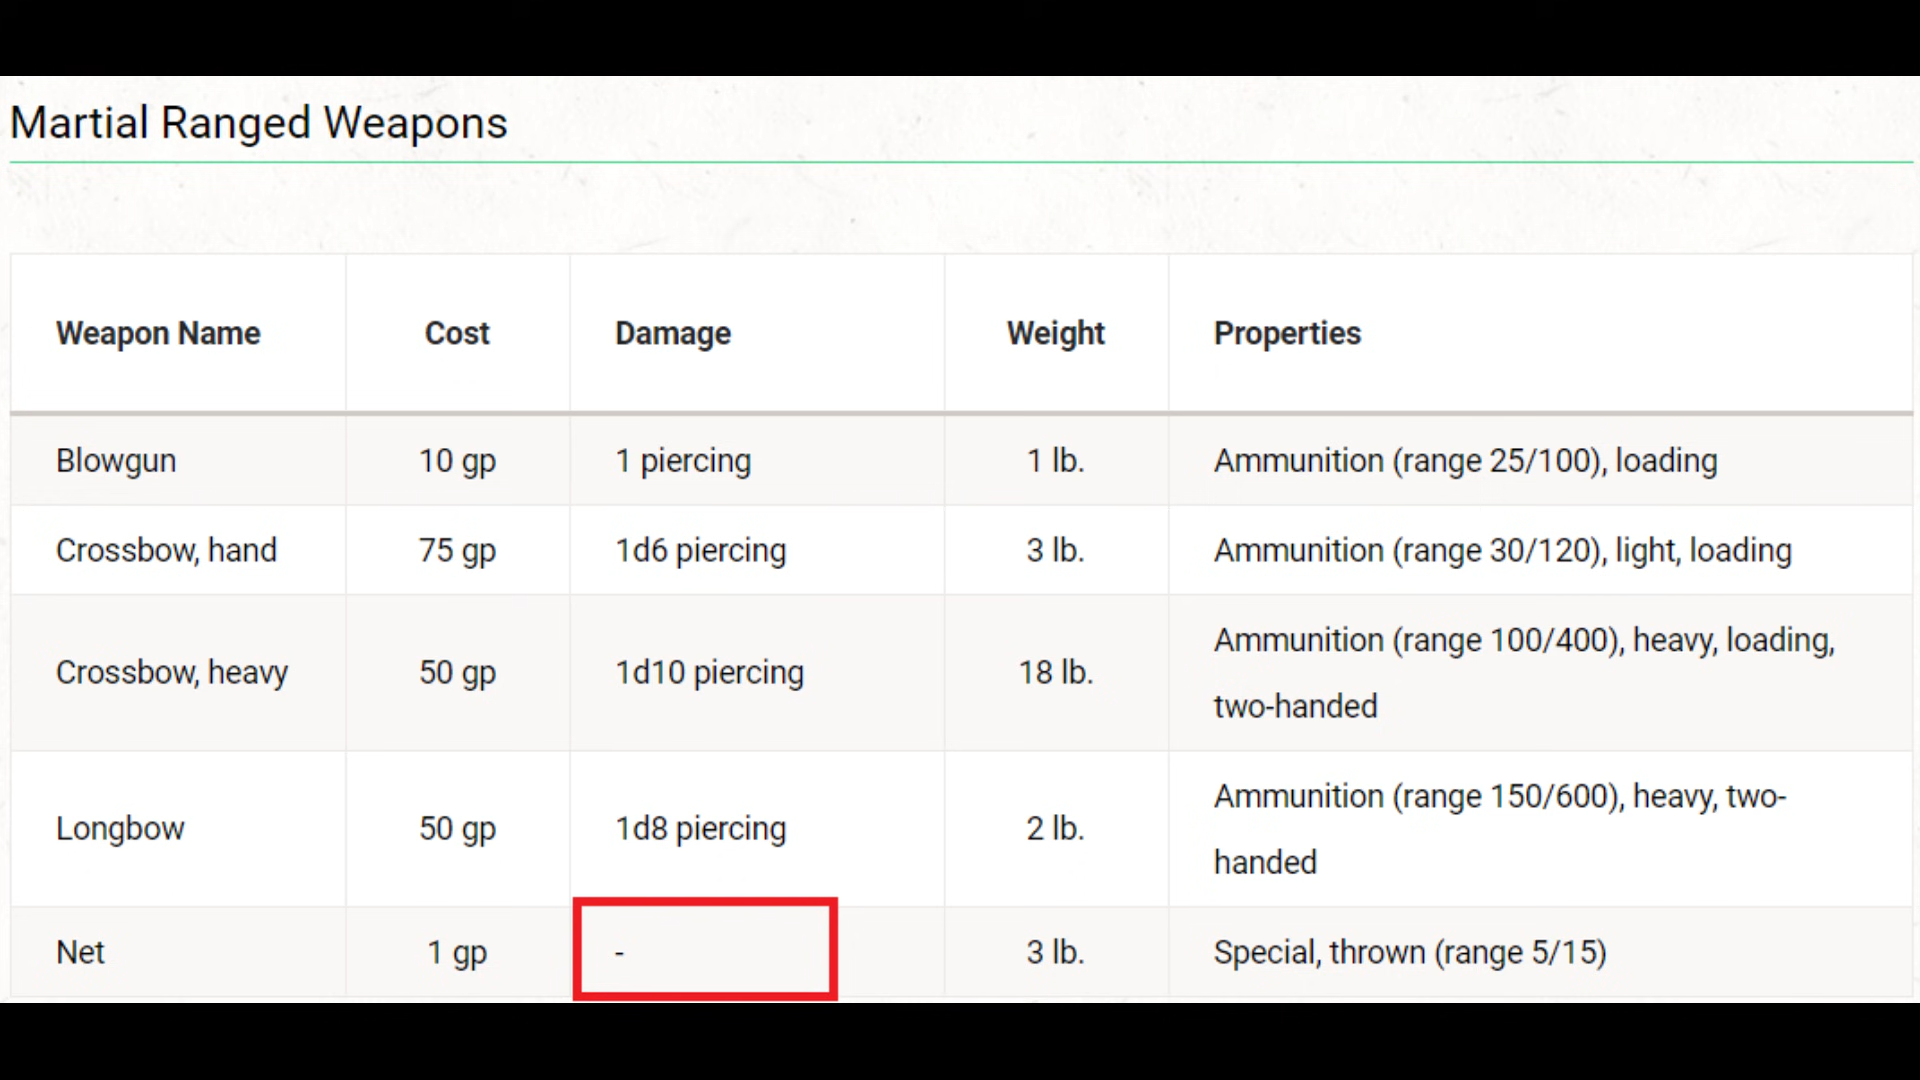 Martial Ranged Weapons
Weapon Name Cost Damage Weight Properties
Blowgun 10 gp 1 piercing 1 lb. Ammunition (range 25/100), loading
Crossbow, hand 75 gp 1d6 piercing 3 lb. Ammunition (range 30/120), light, loading
Crossbow, heavy 50 gp 1d10 piercing 18 lb. Ammunition (range 100/400), heavy, loading,
two-handed
Longbow 50 gp 1d8 piercing 2 lb. Ammunition (range 150/600), heavy, two-
handed
Net 1 gp - 3 lb. Special, thrown (range 5/15)